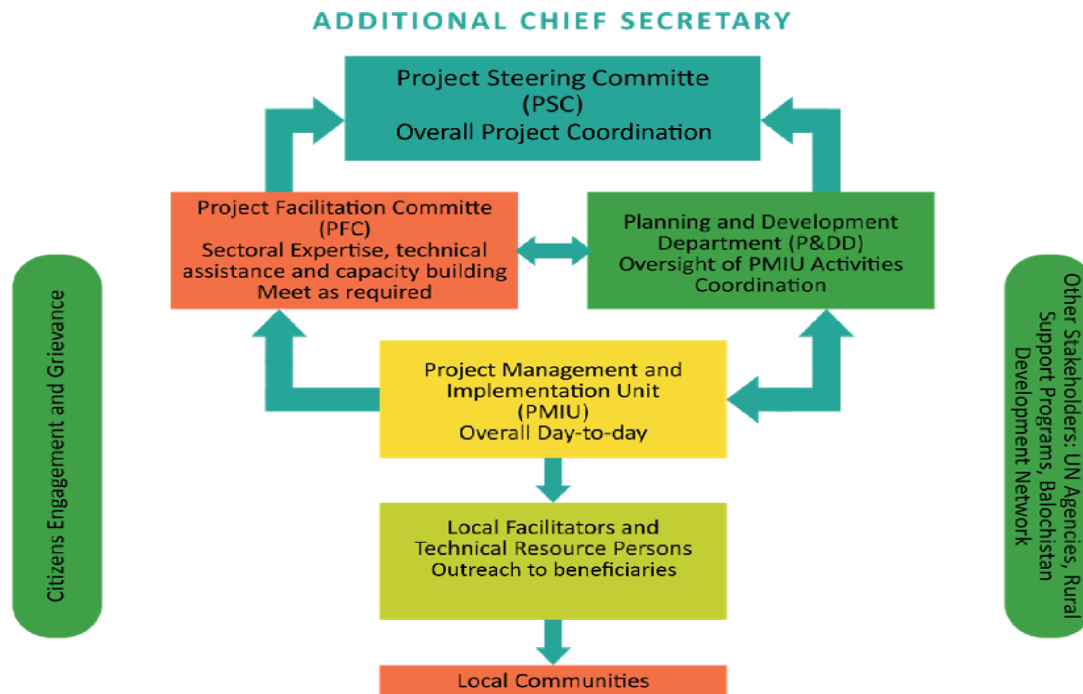 ADDITIONAL CHIEF SECRETARY
Project Steering Committe
(PSC)
Overall Project Coordination
Project Facilitation Committe
(PFC)
Sectoral Expertise, technical
assistance and capacity building
Meet as required
Planning and Development
Department (P&DD)
Oversight of PMIU Activities
Coordination
Project Management and
Implementation Unit
(PMIU)
Overall Day-to-day
Local Facilitators and
Technical Resource Persons
Outreach to beneficiaries
Local Communities
Citizens Engagement and Grievance
Other Stakeholders: UN Agencies, Rural
Support Programs, Balochistan
Development Network